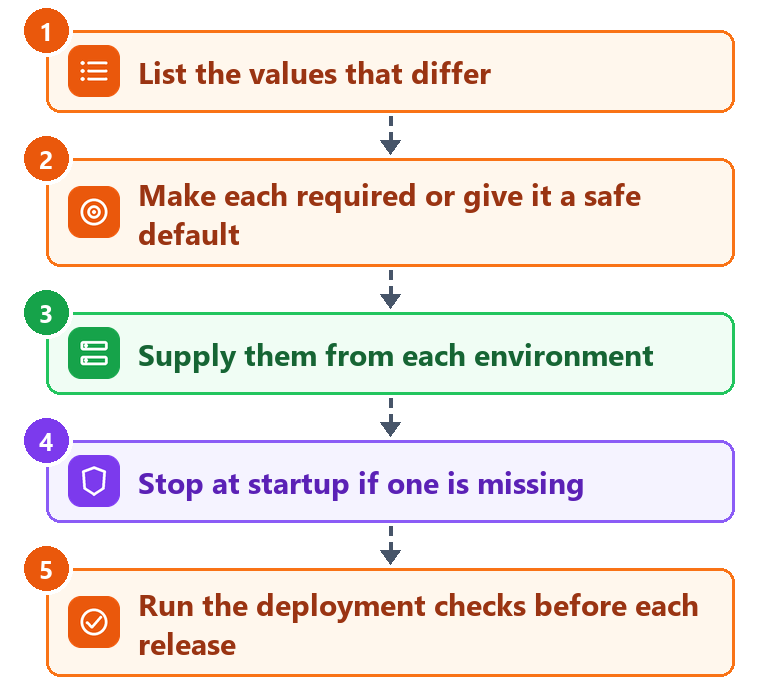 1
List the values that differ
2
Make each required or give it a safe
default
3
Supply them from each environment
4
Stop at startup if one is missing
5
Run the deployment checks before each
release